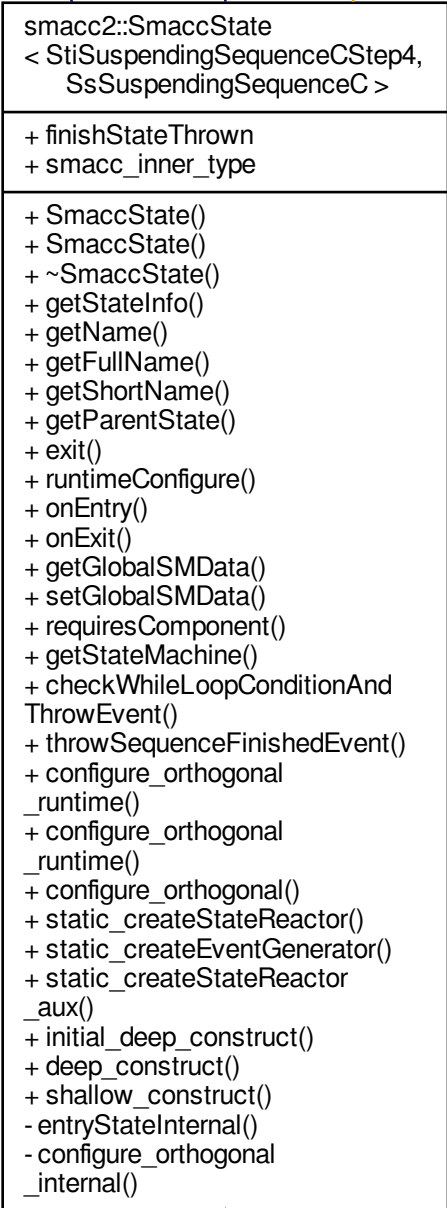 smacc2::SmaccState
< StiSuspendingSequenceCStep4,
SsSuspendingSequenceC >
+ finishStateThrown
+ smacc_inner_type
+ SmaccState()
+ SmaccState()
+ ~SmaccState()
+ getStateInfo()
+ getName()
+ getFullName()
+ getShortName()
+ getParentState()
+ exit()
+ runtimeConfigure()
+ onEntry()
+ onExit()
+ getGlobalSMData()
+ setGlobalSMData()
+ requiresComponent()
+ getStateMachine()
+ checkWhileLoopConditionAnd
ThrowEvent()
+ throwSequenceFinishedEvent()
+ configure_orthogonal
_runtime()
+ configure_orthogonal
_runtime()
+ configure_orthogonal()
+ static_createStateReactor()
+ static_createEventGenerator()
+ static_createStateReactor
_aux()
+ initial_deep_construct()
+ deep_construct()
+ shallow_construct()
- entryStateInternal()
- configure_orthogonal
_internal()